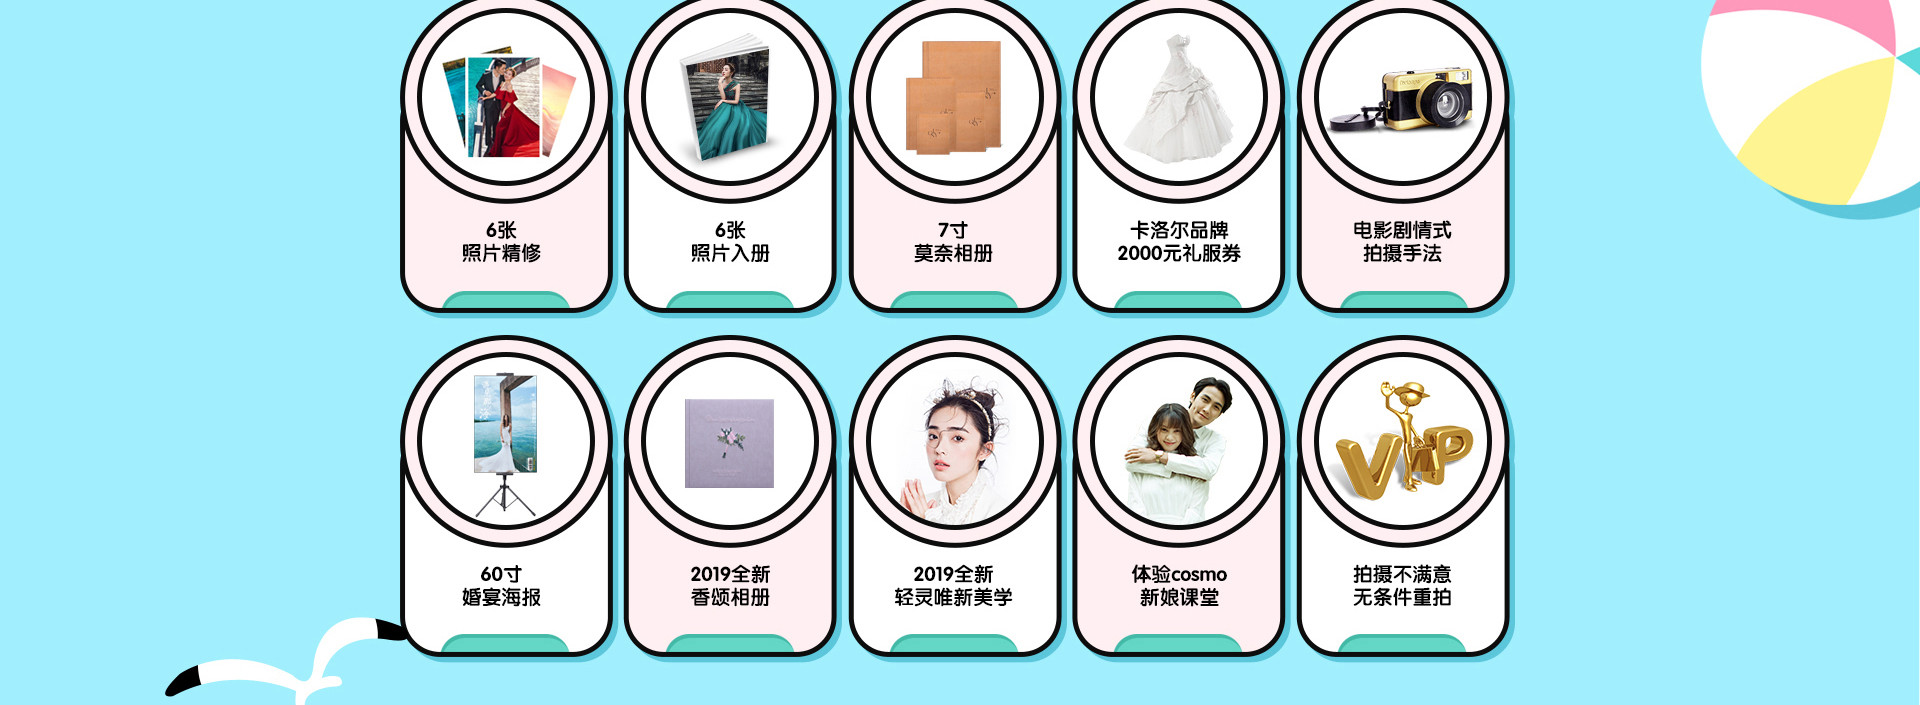 6张
照片精修
6张
照片入册
7寸
莫奈相册
卡洛尔品牌
2000元礼服券
电影剧情式
拍摄手法
60寸
婚宴海报
2019全新
香颂相册
2019全新
轻灵唯新美学
体验cosmo
新娘课堂
VIP
拍摄不满意
无条件重拍